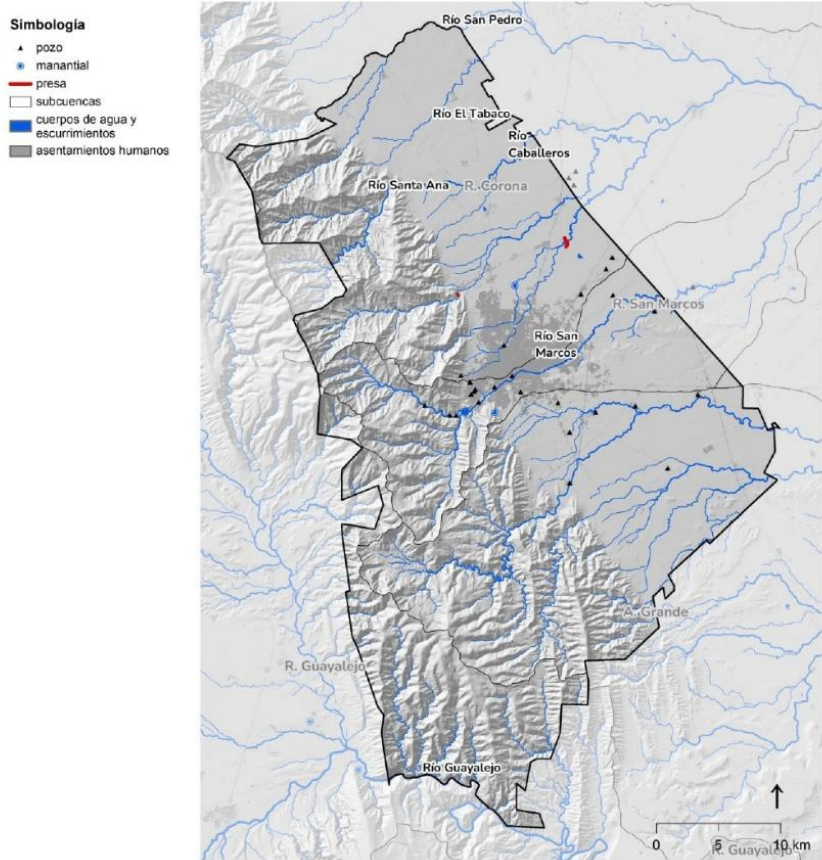 Simbología
pozo
manantial
presa
subcuencas
cuerpos de agua y
escurrimientos
asentamientos humanos
Río San Pedro
Río El Tabaco
Río
Caballeros
Río Santa Ana
R. Corona
R. San Marcos
Río San
Marcos
A. Grande
R. Guayalejo
Río Guayalejo
0 5 10 km
R. Guayalejo